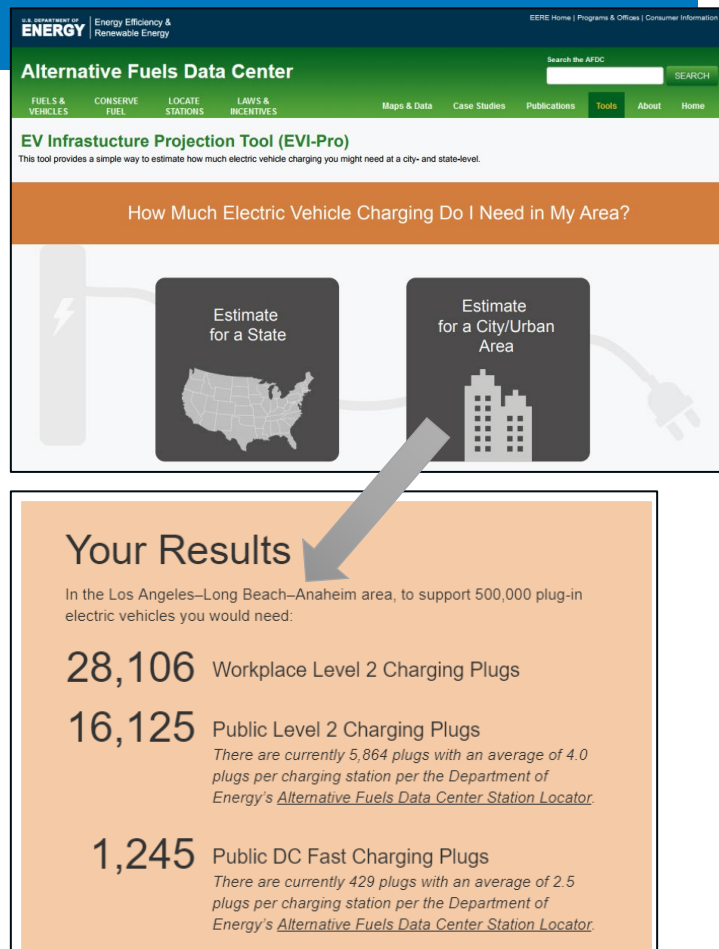 U.S. DEPARTMENT OF
ENERGY
Energy Efficiency &
Renewable Energy
EERE Home | Programs & Offices | Consumer Information
Alternative Fuels Data Center
Search the AFDC
SEARCH
FUELS & VEHICLES
CONSERVE FUEL
LOCATE STATIONS
LAWS & INCENTIVES
Maps & Data
Case Studies
Publications
Tools
About
Home
EV Infrastucture Projection Tool (EVI-Pro)
This tool provides a simple way to estimate how much electric vehicle charging you might need at a city- and state-level.
How Much Electric Vehicle Charging Do I Need in My Area?
Estimate
for a State
Estimate
for a City/Urban
Area
Your Results
In the Los Angeles–Long Beach–Anaheim area, to support 500,000 plug-in
electric vehicles you would need:
28,106 Workplace Level 2 Charging Plugs
16,125 Public Level 2 Charging Plugs
There are currently 5,864 plugs with an average of 4.0
plugs per charging station per the Department of
Energy's Alternative Fuels Data Center Station Locator.
1,245 Public DC Fast Charging Plugs
There are currently 429 plugs with an average of 2.5
plugs per charging station per the Department of
Energy's Alternative Fuels Data Center Station Locator.